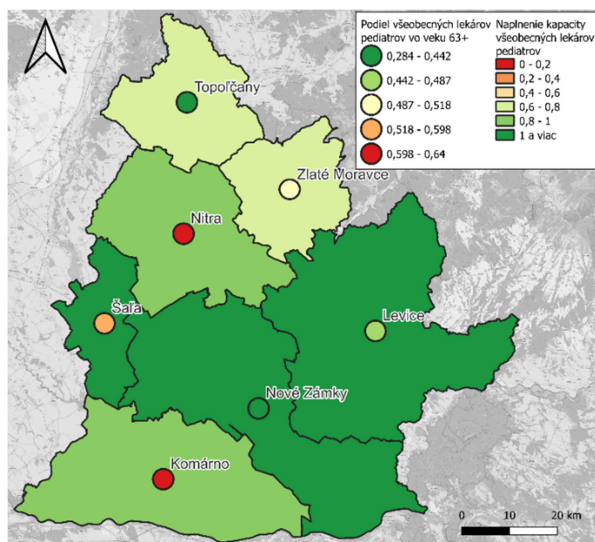 Podiel všeobecných lekárov
pediatrov vo veku 63+
0,284 - 0,442
0,442 - 0,487
0,487 - 0,518
0,518 - 0,598
0,598 - 0,64
Naplnenie kapacity
všeobecných lekárov
pediatrov
0 - 0,2
0,2 - 0,4
0,4 - 0,6
0,6 - 0,8
0,8 - 1
1 a viac
Topoľčany
Zlaté Moravce
Nitra
Šaľa
Levice
Nové Zámky
Komárno
0 10 20 km